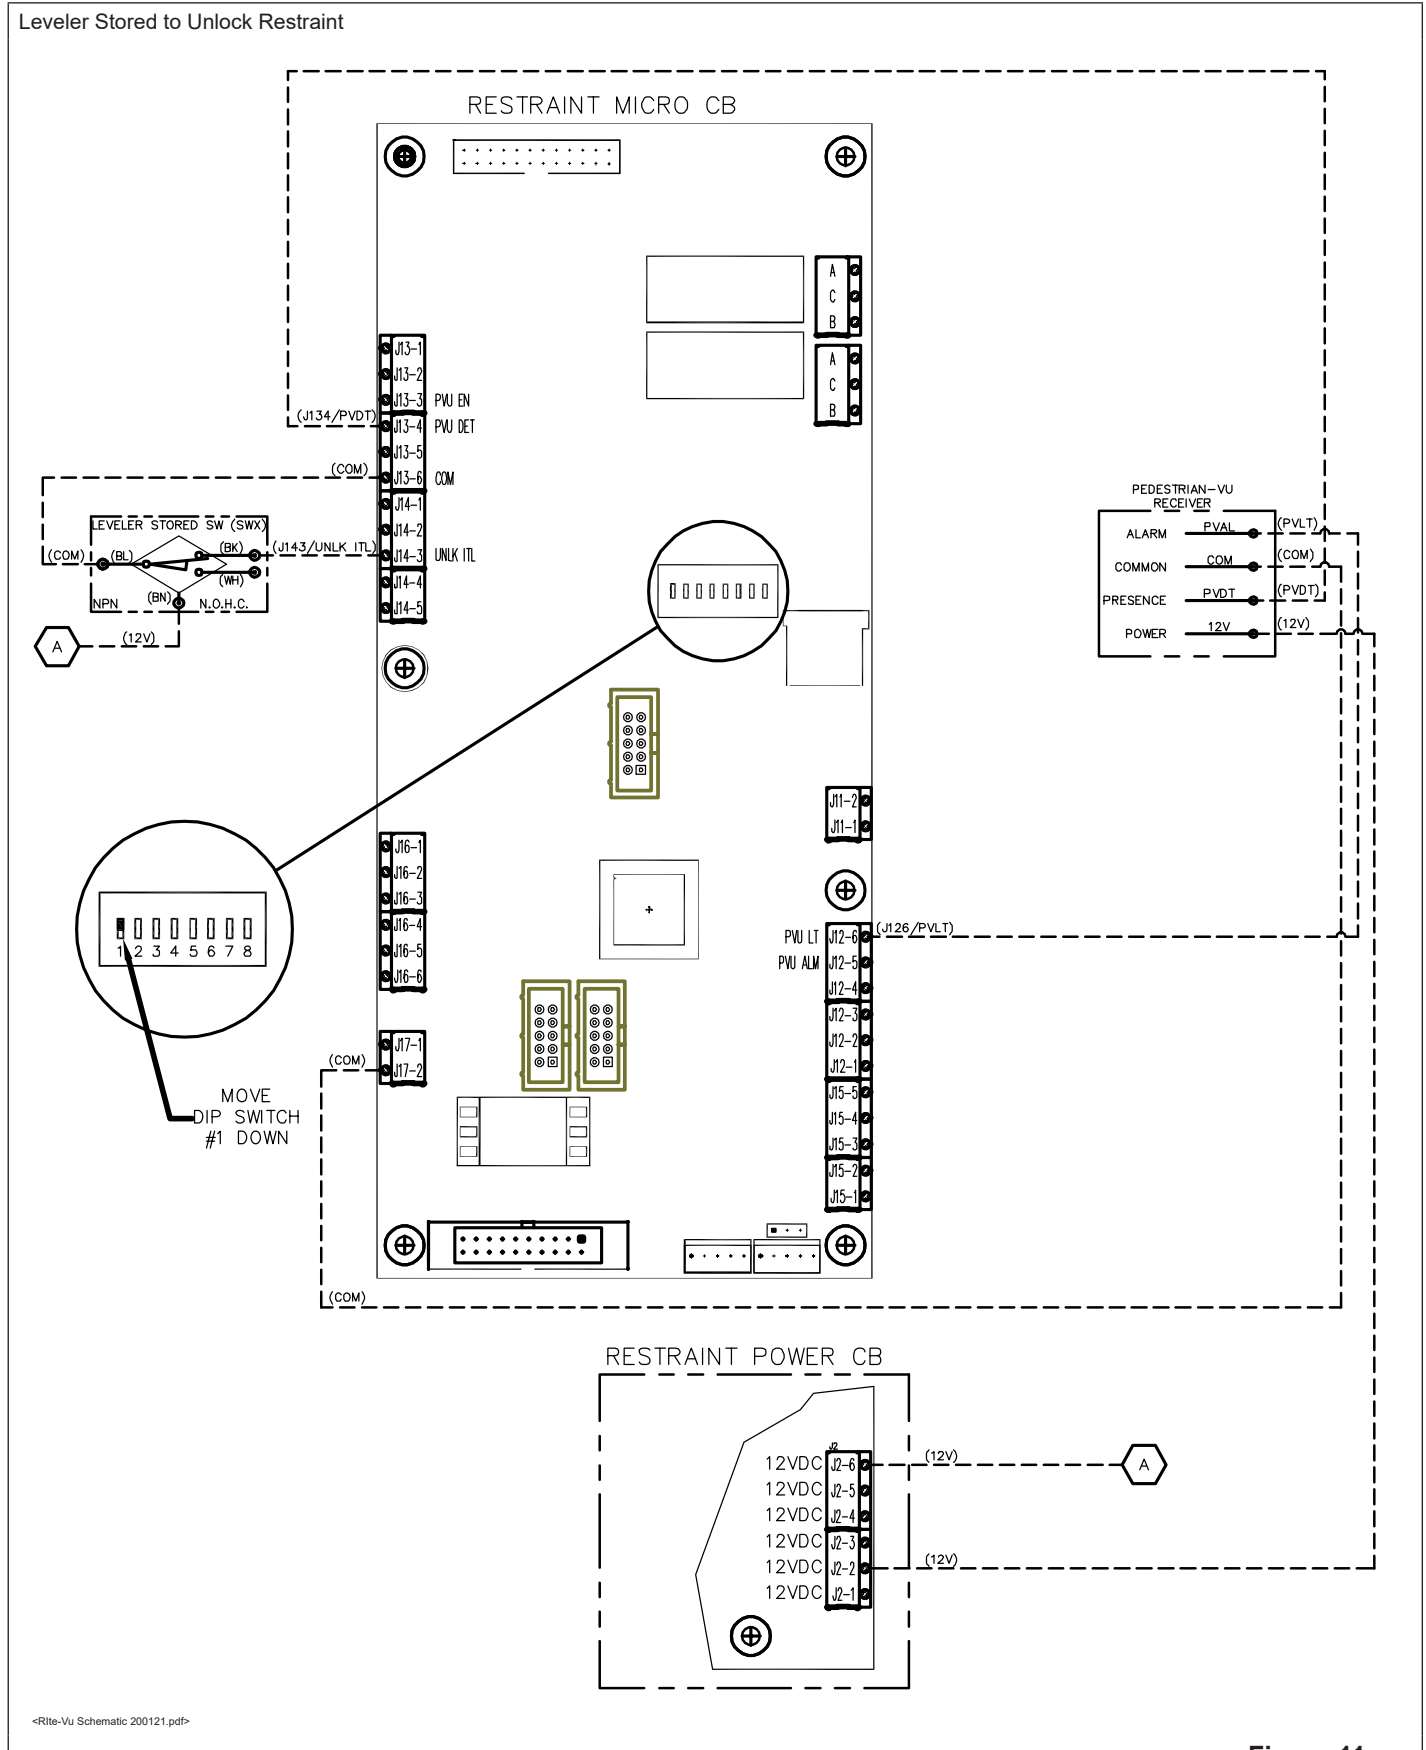 Leveler Stored to Unlock Restraint
RESTRAINT MICRO CB
A
C
B
A
C
B
J13-1
J13-2
J13-3 PVU EN
(J134/PVDT) J13-4 PVU DET
J13-5
(COM) J13-6 COM
J14-1
J14-2
(J143/UNLK ITL) J14-3 UNLK ITL
J14-4
J14-5
LEVELER STORED SW (SWX)
(COM) (BL) (BK)
(WH)
NPN (BN) N.O.H.C.
A (12V)
PEDESTRIAN-VU
RECEIVER
ALARM PVAL (PVLT)
COMMON COM (COM)
PRESENCE PVDT (PVDT)
POWER 12V (12V)
J11-2
J11-1
J16-1
J16-2
J16-3
J16-4
J16-5
J16-6
1 2 3 4 5 6 7 8
MOVE
DIP SWITCH
#1 DOWN
J17-1
(COM) J17-2
PVU LT J12-6 (J126/PVLT)
PVU ALM J12-5
J12-4
J12-3
J12-2
J12-1
J15-5
J15-4
J15-3
J15-2
J15-1
(COM)
RESTRAINT POWER CB
J2
12VDC J2-6 (12V) A
12VDC J2-5
12VDC J2-4
12VDC J2-3
12VDC J2-2 (12V)
12VDC J2-1
<RIte-Vu Schematic 200121.pdf>